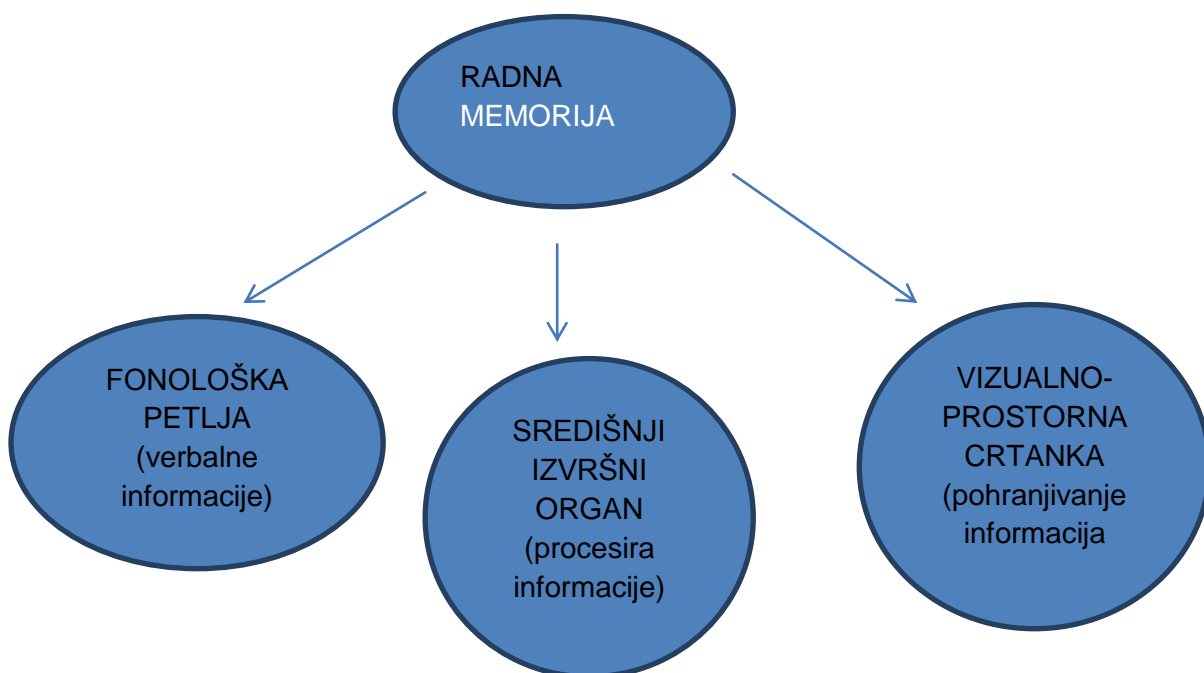 RADNA
MEMORIJA
FONOLOŠKA
PETLJA
(verbalne
informacije)
SREDIŠNJI
IZVRŠNI
ORGAN
(procesira
informacije)
VIZUALNO-
PROSTORNA
CRTANKA
(pohranjivanje
informacija